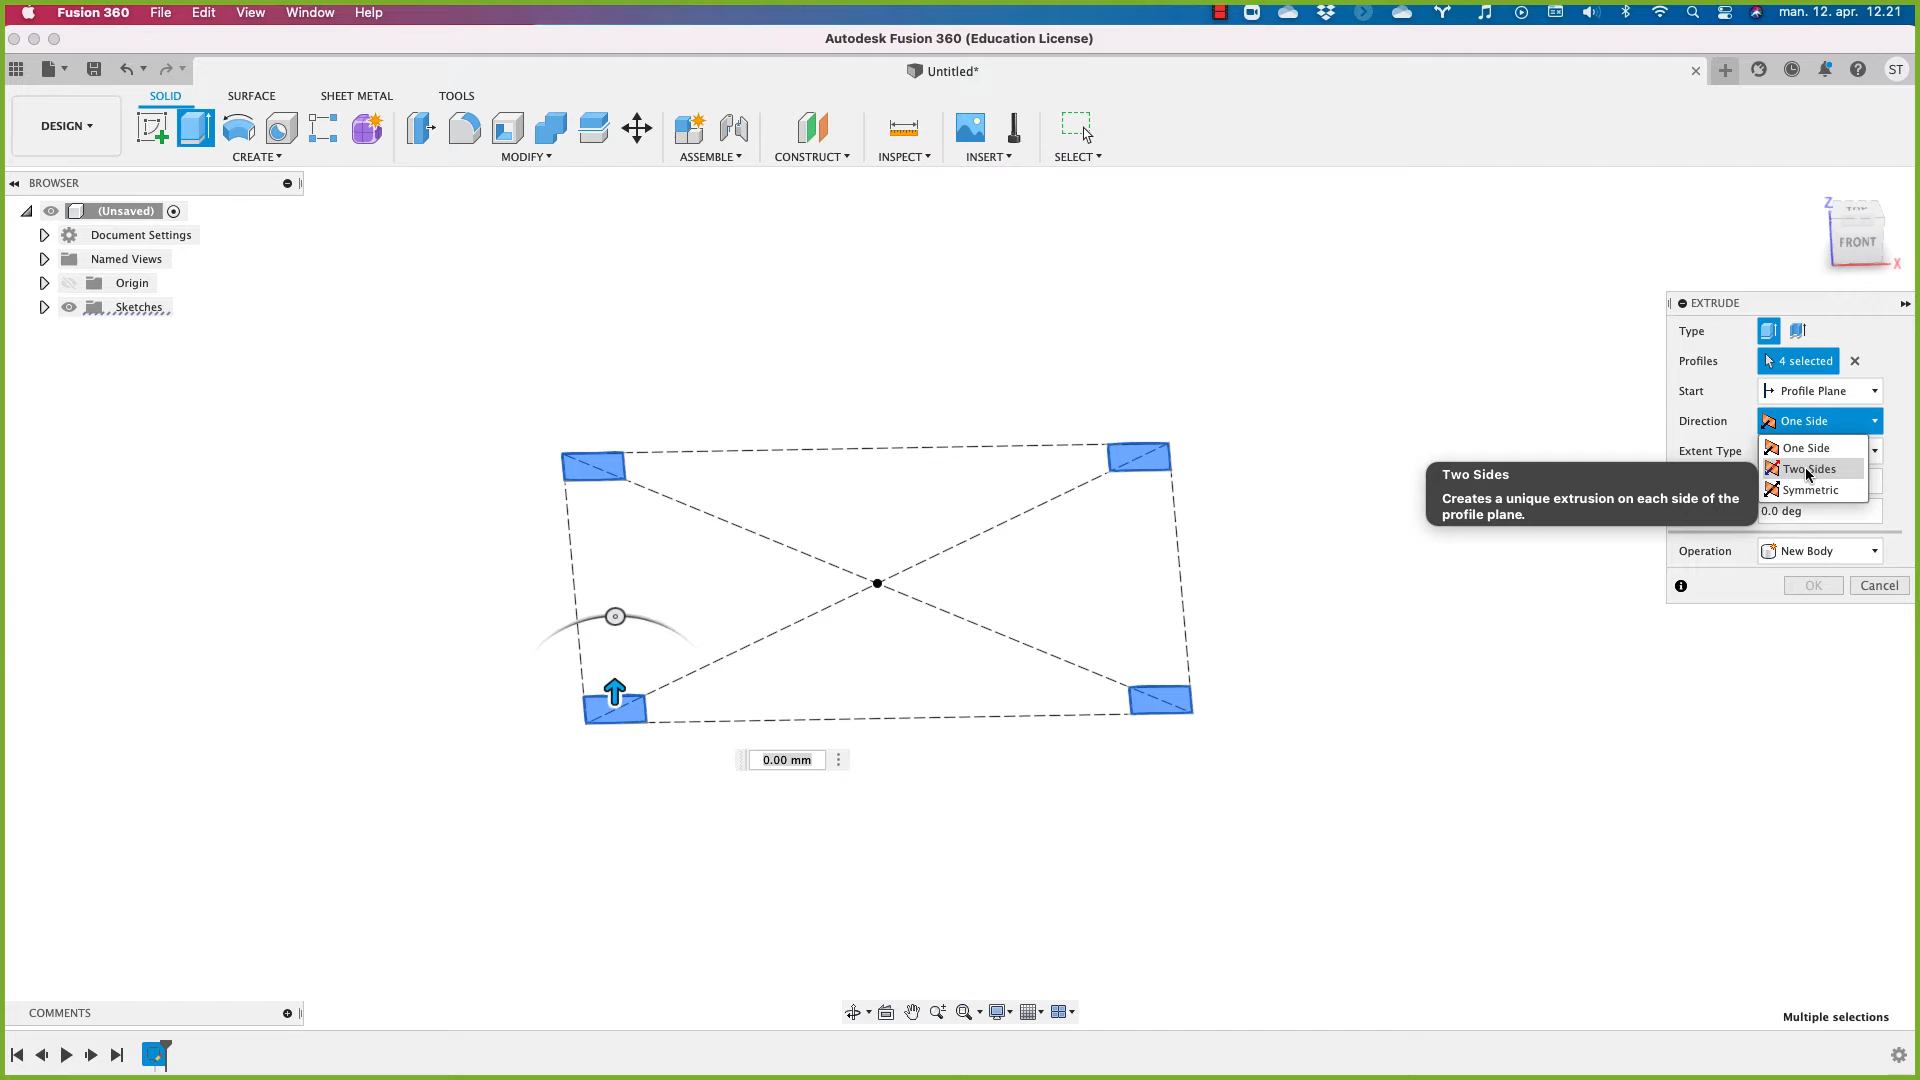 Fusion 360 File Edit View Window Help man. 12. apr. 12.21
Autodesk Fusion 360 (Education License)
Untitled*
ST
SOLID SURFACE SHEET METAL TOOLS
DESIGN
CREATE MODIFY ASSEMBLE CONSTRUCT INSPECT INSERT SELECT
BROWSER
(Unsaved)
Document Settings
Named Views
Origin
Sketches
Z
TOP
FRONT
X
EXTRUDE
Type
Profiles 4 selected
Start Profile Plane
Direction One Side
Extent Type
One Side
Two Sides
Symmetric
0.0 deg
Operation New Body
OK Cancel
Two Sides
Creates a unique extrusion on each side of the
profile plane.
0.00 mm
COMMENTS
Multiple selections